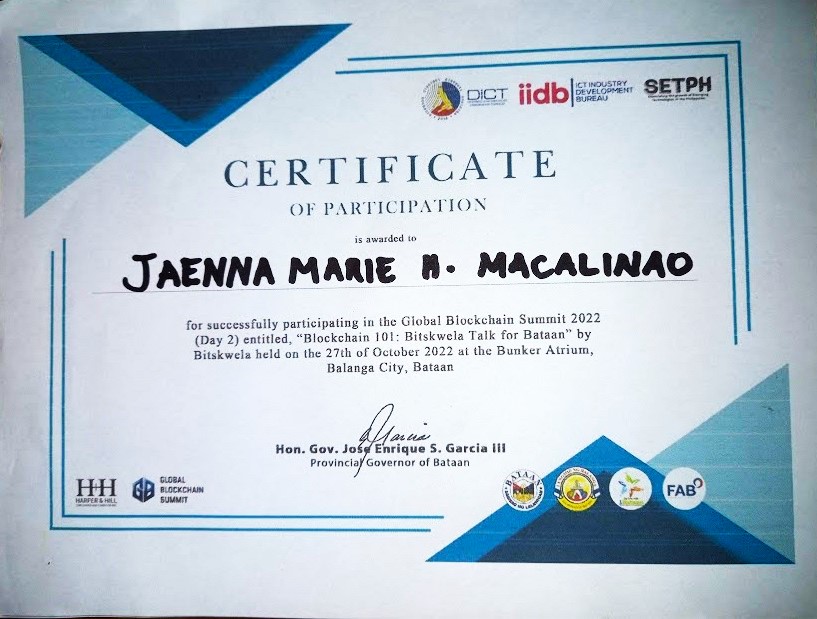 DICT
iidb
ICT INDUSTRY
DEVELOPMENT
BUREAU
SETPH
CERTIFICATE
OF PARTICIPATION
is awarded to
JAENNA MARIE H. MACALINAO
for successfully participating in the Global Blockchain Summit 2022
(Day 2) entitled, “Blockchain 101: Bitskwela Talk for Bataan” by
Bitskwela held on the 27th of October 2022 at the Bunker Atrium,
Balanga City, Bataan
Hon. Gov. Jose Enrique S. Garcia III
Provincial Governor of Bataan
H+H
HARPER & HILL
GLOBAL
BLOCKCHAIN
SUMMIT
BATAAN
FAB